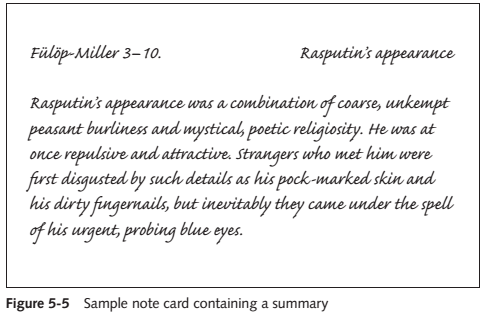 Fülöp-Miller 3–10. Rasputin's appearance
Rasputin's appearance was a combination of coarse, unkempt
peasant burliness and mystical, poetic religiosity. He was at
once repulsive and attractive. Strangers who met him were
first disgusted by such details as his pock-marked skin and
his dirty fingernails, but inevitably they came under the spell
of his urgent, probing blue eyes.
Figure 5-5 Sample note card containing a summary